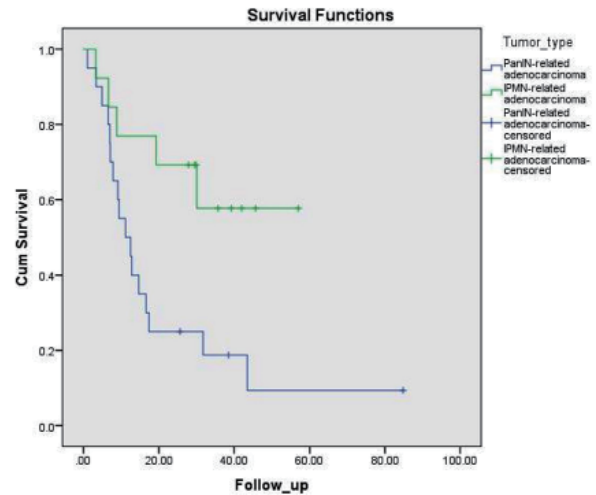 Survival Functions
Tumor_type
PanIN-related
adenocarcinoma
IPMN-related
adenocarcinoma
PanIN-related
adenocarcinoma-
censored
IPMN-related
adenocarcinoma-
censored
1.0
0.8
0.6
0.4
0.2
0.0
Cum Survival
.00 20.00 40.00 60.00 80.00 100.00
Follow_up